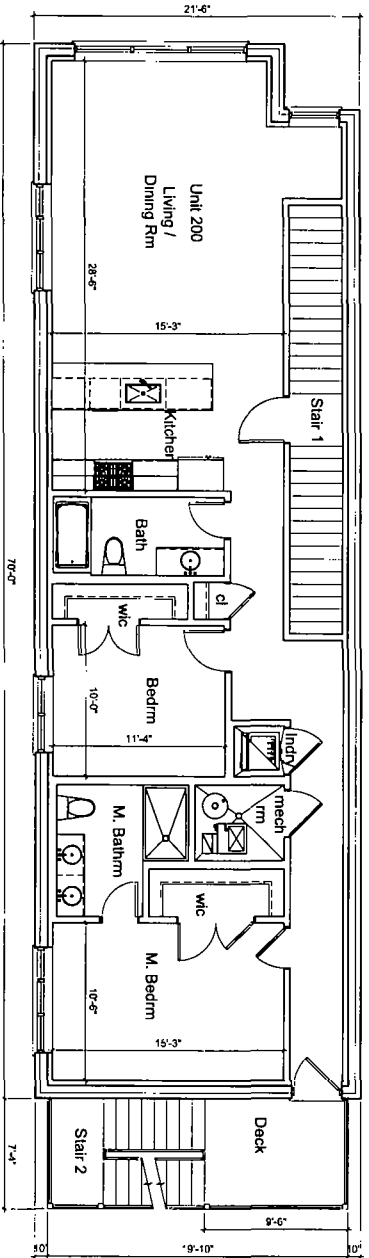 21'-6"
Unit 200
Living /
Dining Rm
28'-6"
15'-3"
Stair 1
Kitchen
Bath
cl
wic
Bedrm
10'-0"
11'-4"
lndry
mech
rm
M. Bathrm
wic
M. Bedrm
10'-6"
15'-3"
70'-0"
Deck
Stair 2
7'-4"
9'-6"
10"
19'-10"
10"